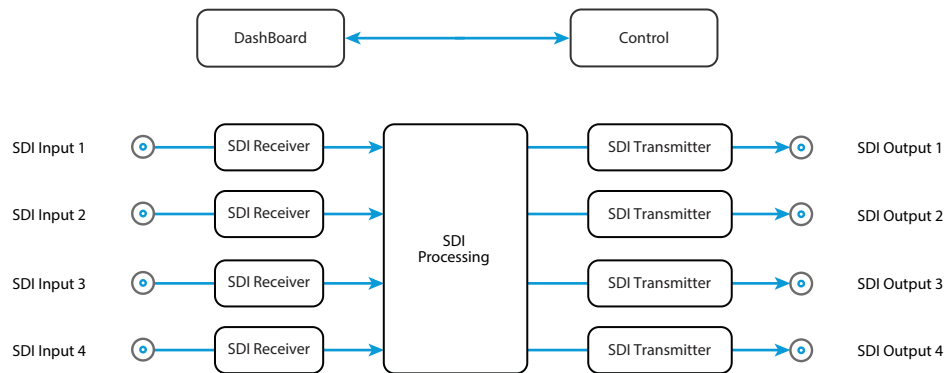 DashBoard
Control
SDI Input 1
SDI Receiver
SDI Transmitter
SDI Output 1
SDI Input 2
SDI Receiver
SDI Transmitter
SDI Output 2
SDI
Processing
SDI Input 3
SDI Receiver
SDI Transmitter
SDI Output 3
SDI Input 4
SDI Receiver
SDI Transmitter
SDI Output 4